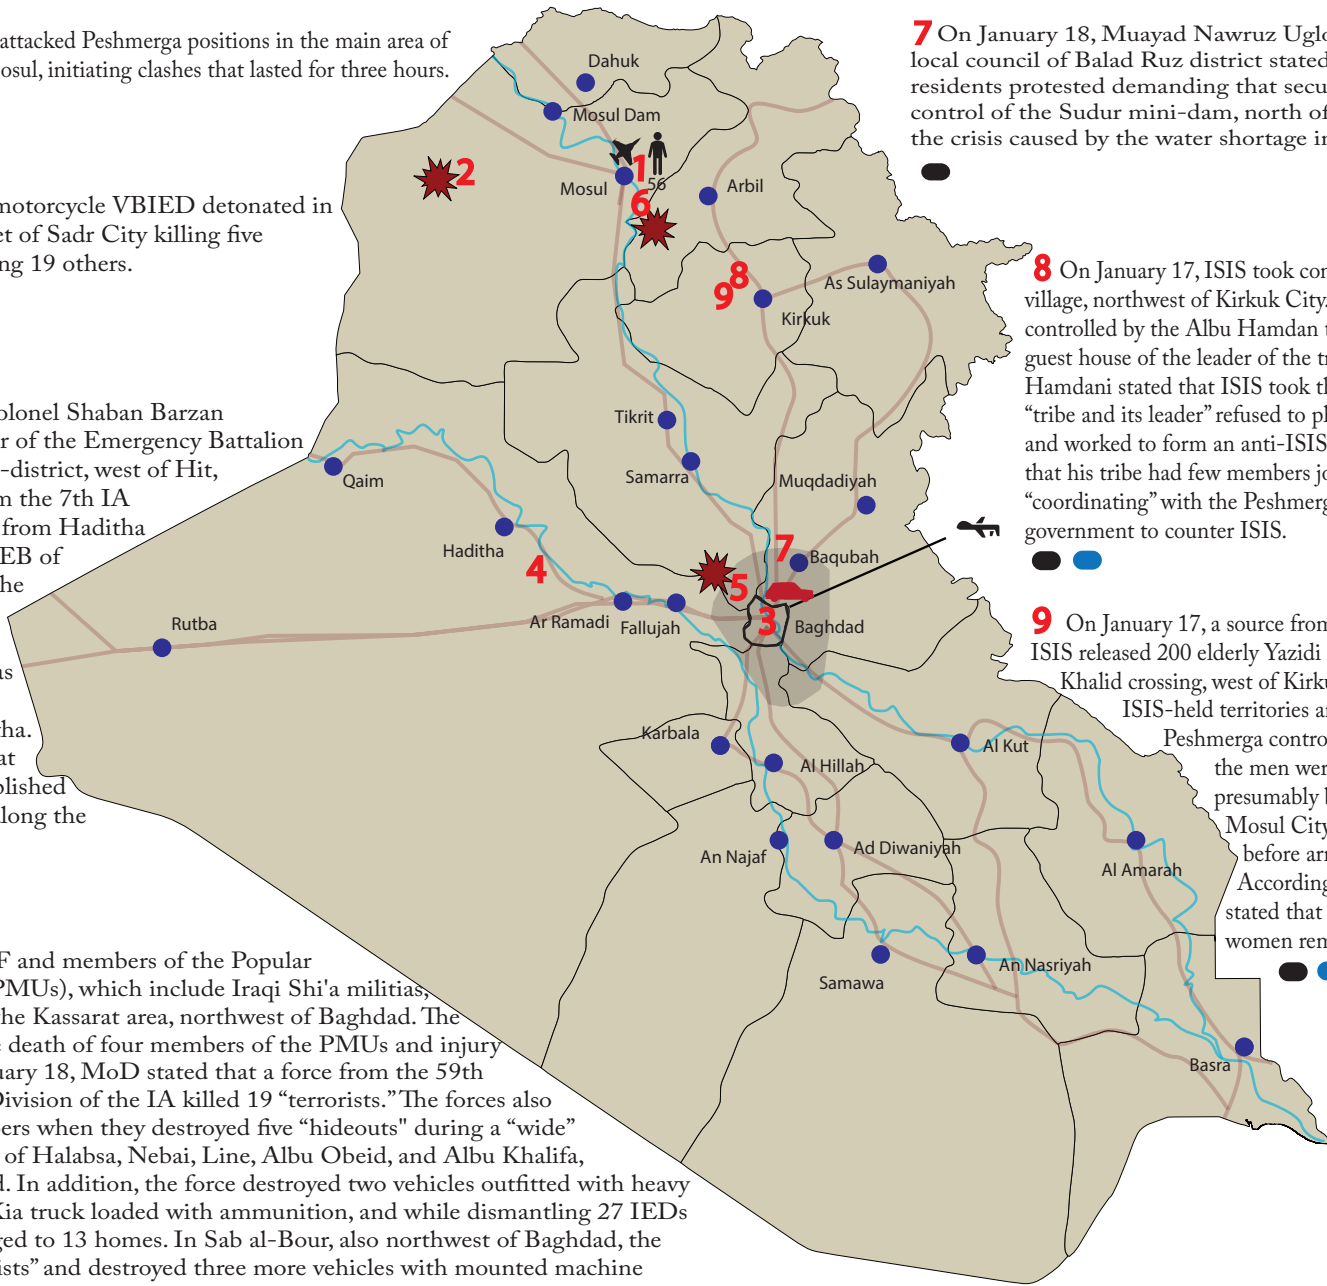 attacked Peshmerga positions in the main area of
osul, initiating clashes that lasted for three hours.
motorcycle VBIED detonated in
et of Sadr City killing five
ng 19 others.
olonel Shaban Barzan
r of the Emergency Battalion
-district, west of Hit,
m the 7th IA
from Haditha
EB of
he
as
tha.
at
blished
along the
F and members of the Popular
PMUs), which include Iraqi Shi'a militias,
the Kassarat area, northwest of Baghdad. The
e death of four members of the PMUs and injury
uary 18, MoD stated that a force from the 59th
Division of the IA killed 19 “terrorists.” The forces also
bers when they destroyed five “hideouts" during a “wide”
of Halabsa, Nebai, Line, Albu Obeid, and Albu Khalifa,
d. In addition, the force destroyed two vehicles outfitted with heavy
Kia truck loaded with ammunition, and while dismantling 27 IEDs
ged to 13 homes. In Sab al-Bour, also northwest of Baghdad, the
ists” and destroyed three more vehicles with mounted machine
Dahuk
Mosul Dam
1
56
2
Mosul
Arbil
6
8
9
As Sulaymaniyah
Kirkuk
Tikrit
Samarra
Muqdadiyah
Qaim
Haditha
4
7
Baqubah
5
Ar Ramadi
Fallujah
3
Baghdad
Rutba
Karbala
Al Hillah
Al Kut
An Najaf
Ad Diwaniyah
Al Amarah
Samawa
An Nasriyah
Basra
7 On January 18, Muayad Nawruz Uglo
local council of Balad Ruz district stated
residents protested demanding that secu
control of the Sudur mini-dam, north of
the crisis caused by the water shortage in
8 On January 17, ISIS took con
village, northwest of Kirkuk City.
controlled by the Albu Hamdan t
guest house of the leader of the tr
Hamdani stated that ISIS took th
“tribe and its leader” refused to pl
and worked to form an anti-ISIS
that his tribe had few members jo
“coordinating” with the Peshmerg
government to counter ISIS.
9 On January 17, a source from
ISIS released 200 elderly Yazidi
Khalid crossing, west of Kirku
ISIS-held territories an
Peshmerga contro
the men were
presumably b
Mosul City
before arr
According
stated that
women rem